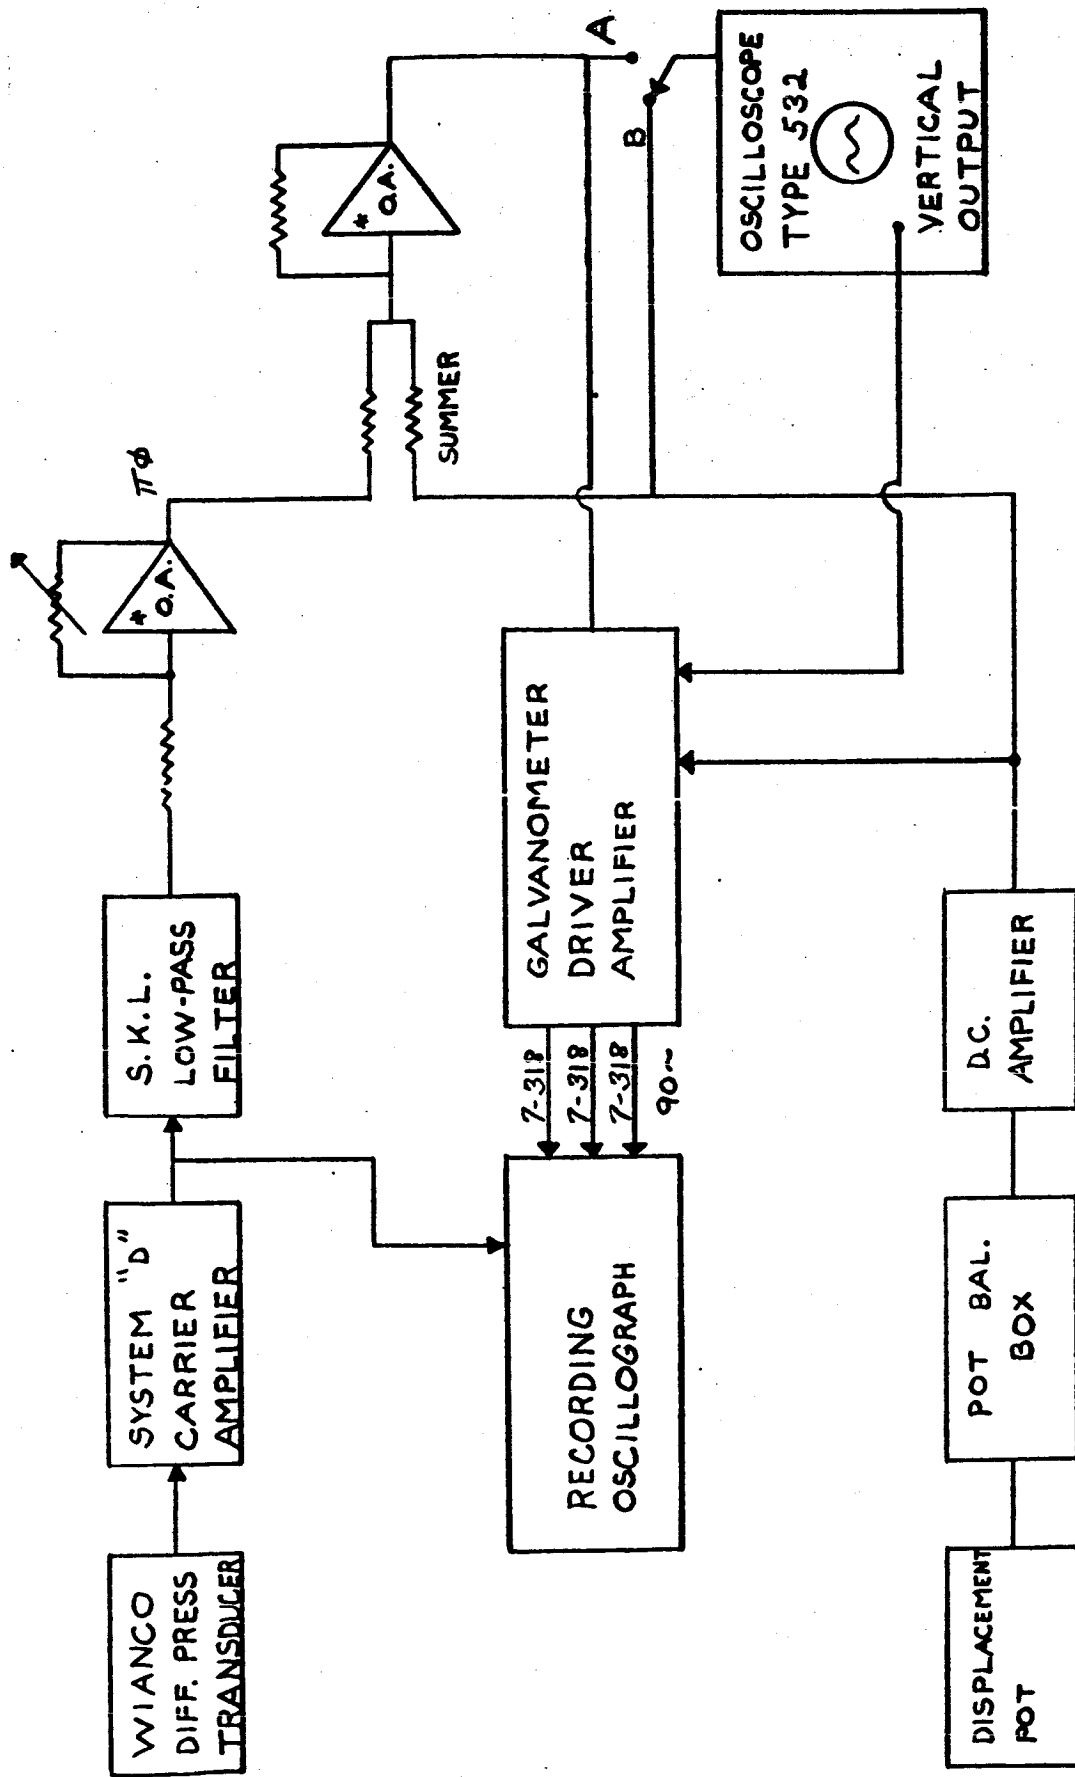 WIANCO
DIFF. PRESS
TRANSDUCER
SYSTEM "D"
CARRIER
AMPLIFIER
S.K.L.
LOW-PASS
FILTER
*
O.A.
πϕ
SUMMER
*
O.A.
A
B
OSCILLOSCOPE
TYPE 532
VERTICAL
OUTPUT
RECORDING
OSCILLOGRAPH
7-318
7-318
7-318
90~
GALVANOMETER
DRIVER
AMPLIFIER
DISPLACEMENT
POT
POT BAL.
BOX
D.C.
AMPLIFIER